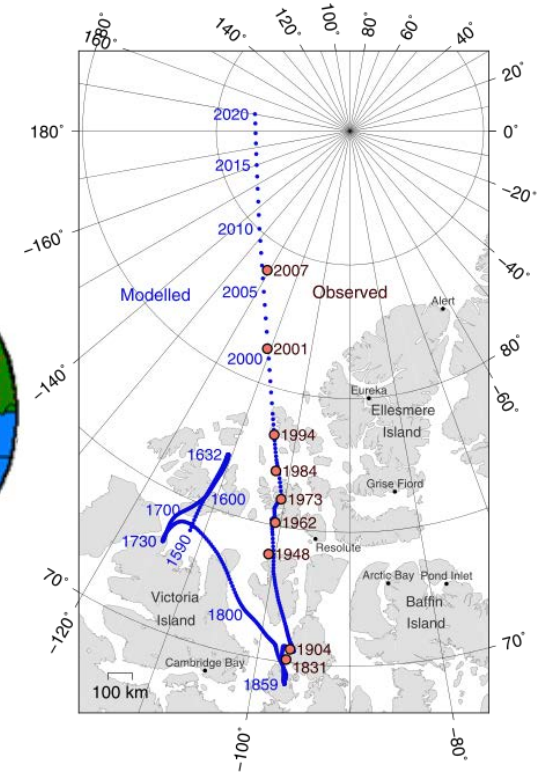 180°
160°
140°
120°
100°
80°
60°
40°
20°
0°
−20°
−40°
80°
−60°
70°
−80°
−100°
−120°
70°
−140°
−160°
180°
2020
2015
2010
2007
2005
Modelled
Observed
2001
2000
1994
1984
1973
1962
1948
1904
1831
1859
1632
1600
1700
1730
1590
1800
Alert
Eureka
Ellesmere
Island
Grise Fiord
Resolute
Arctic Bay
Pond Inlet
Baffin
Island
Victoria
Island
Cambridge Bay
100 km